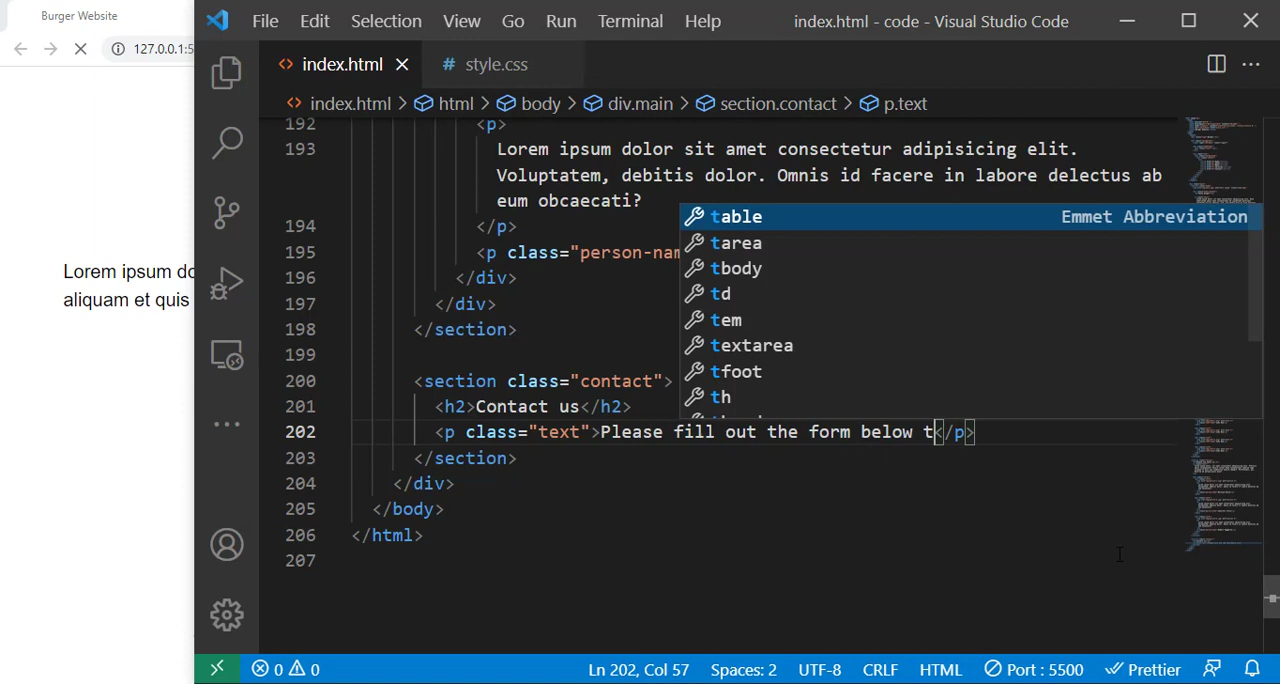 Burger Website
File Edit Selection View Go Run Terminal Help index.html - code - Visual Studio Code
127.0.0.1:5
index.html # style.css
index.html > html > body > div.main > section.contact > p.text
Lorem ipsum do
aliquam et quis
192 <p>
193 Lorem ipsum dolor sit amet consectetur adipisicing elit.
Voluptatem, debitis dolor. Omnis id facere in labore delectus ab
eum obcaecati?
194 </p>
195 <p class="person-nam
196 </div>
197 </div>
198 </section>
199
200 <section class="contact">
201 <h2>Contact us</h2>
202 <p class="text">Please fill out the form below t</p>
203 </section>
204 </div>
205 </body>
206 </html>
207
table Emmet Abbreviation
tarea
tbody
td
tem
textarea
tfoot
th
0 0 Ln 202, Col 57 Spaces: 2 UTF-8 CRLF HTML Port : 5500 Prettier